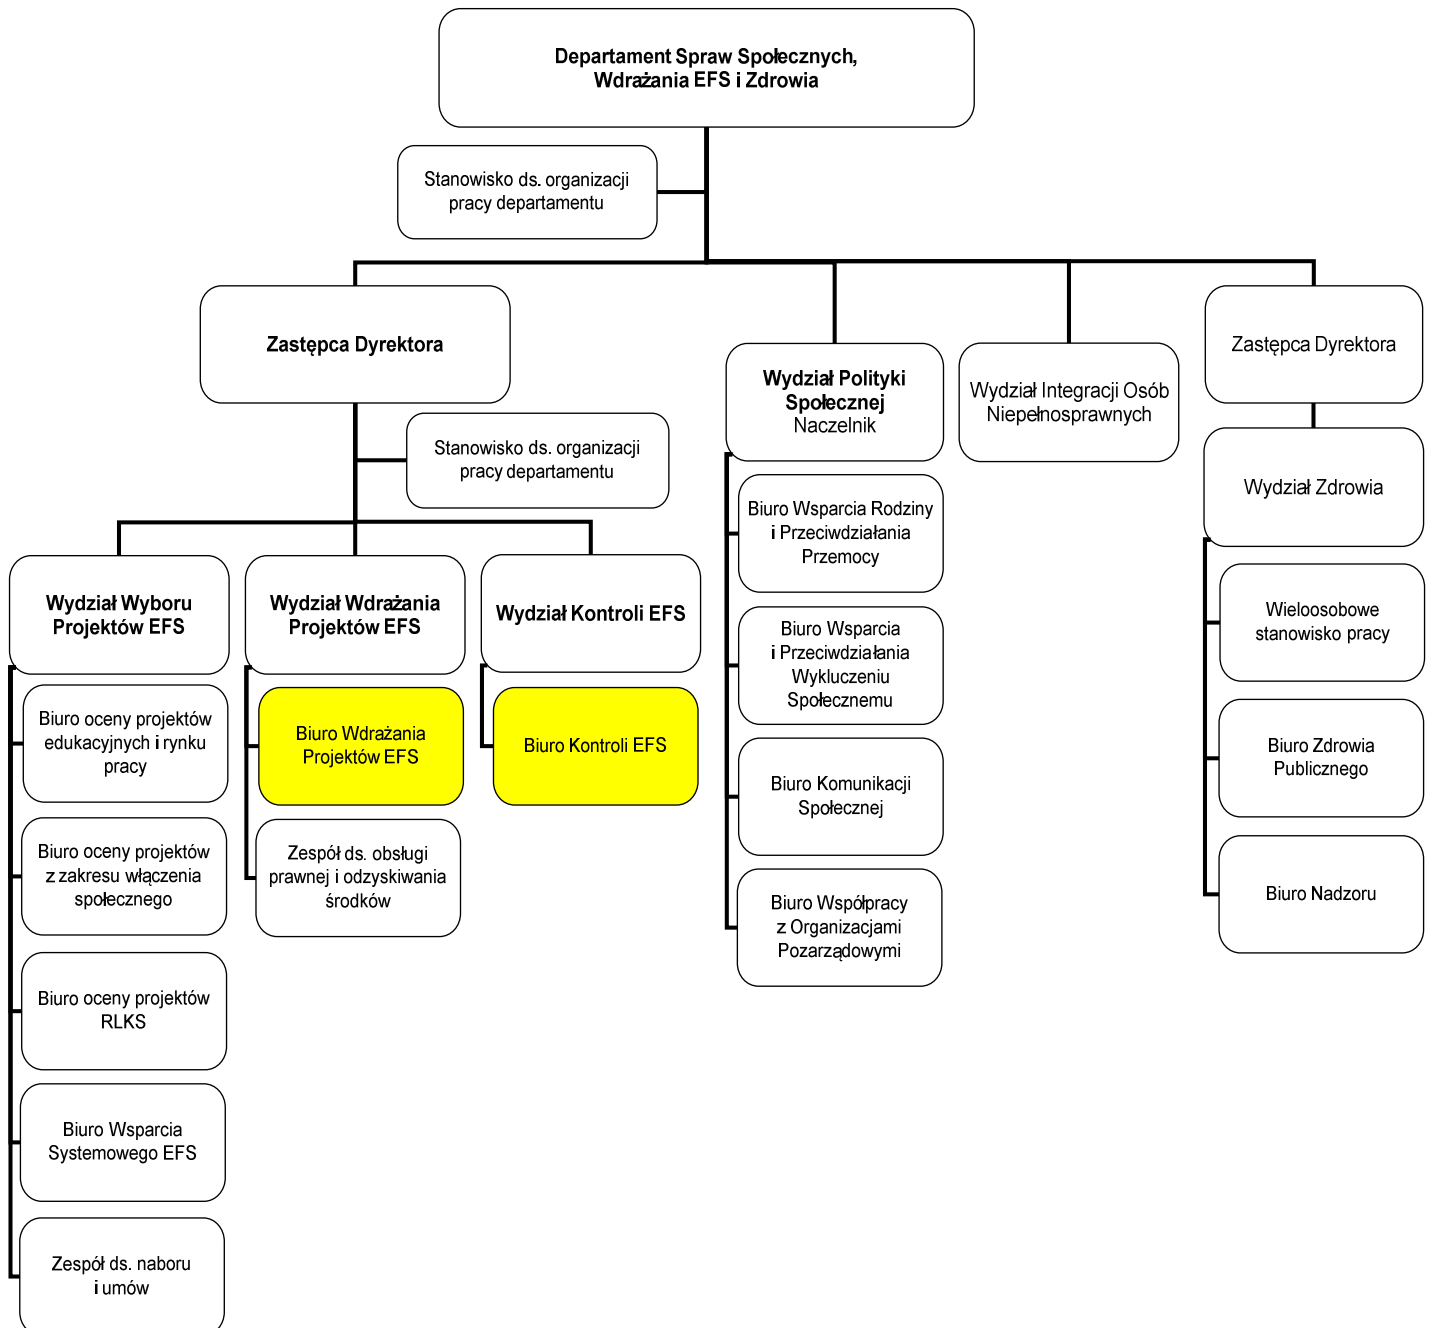 Departament Spraw Społecznych,
Wdrażania EFS i Zdrowia
Stanowisko ds. organizacji
pracy departamentu
Zastępca Dyrektora
Stanowisko ds. organizacji
pracy departamentu
Wydział Wyboru
Projektów EFS
Biuro oceny projektów
edukacyjnych i rynku
pracy
Biuro oceny projektów
z zakresu włączenia
społecznego
Biuro oceny projektów
RLKS
Biuro Wsparcia
Systemowego EFS
Zespół ds. naboru
i umów
Wydział Wdrażania
Projektów EFS
Biuro Wdrażania
Projektów EFS
Zespół ds. obsługi
prawnej i odzyskiwania
środków
Wydział Kontroli EFS
Biuro Kontroli EFS
Wydział Polityki
Społecznej
Naczelnik
Biuro Wsparcia Rodziny
i Przeciwdziałania
Przemocy
Biuro Wsparcia
i Przeciwdziałania
Wykluczeniu
Społecznemu
Biuro Komunikacji
Społecznej
Biuro Współpracy
z Organizacjami
Pozarządowymi
Wydział Integracji Osób
Niepełnosprawnych
Zastępca Dyrektora
Wydział Zdrowia
Wieloosobowe
stanowisko pracy
Biuro Zdrowia
Publicznego
Biuro Nadzoru